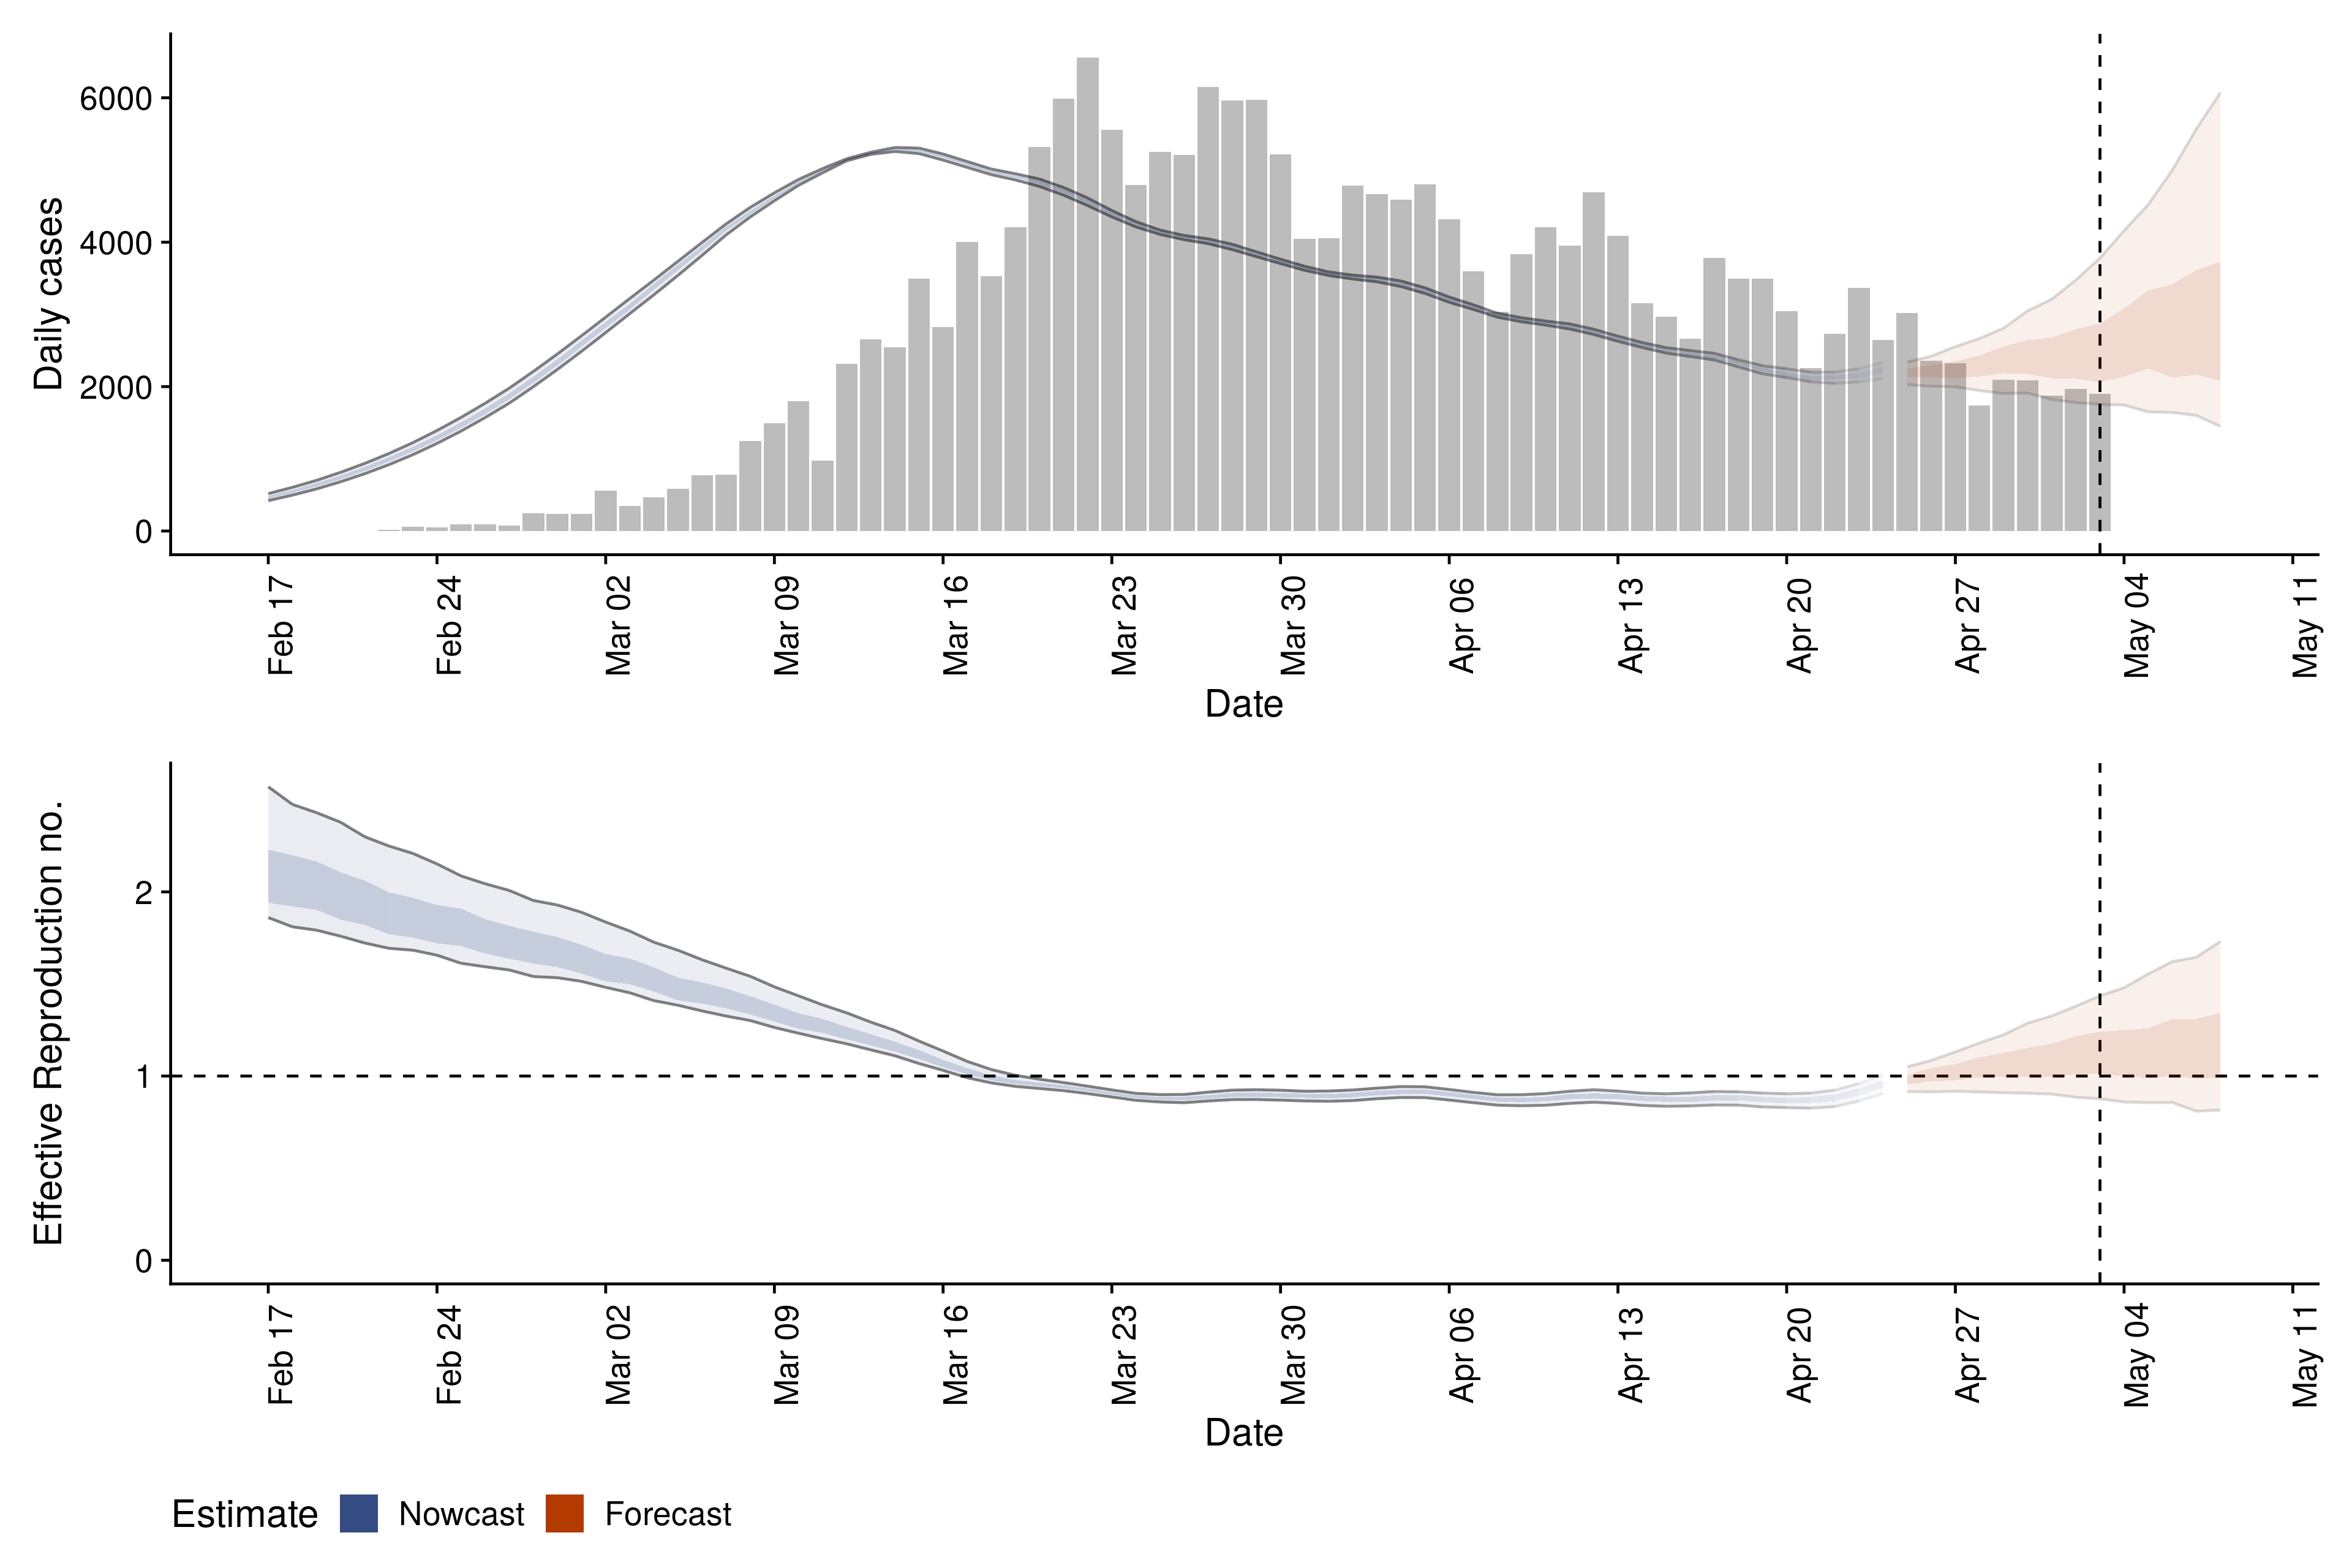 Daily cases
6000
4000
2000
0
Feb 17
Feb 24
Mar 02
Mar 09
Mar 16
Mar 23
Mar 30
Apr 06
Apr 13
Apr 20
Apr 27
May 04
May 11
Date
Effective Reproduction no.
2
1
0
Feb 17
Feb 24
Mar 02
Mar 09
Mar 16
Mar 23
Mar 30
Apr 06
Apr 13
Apr 20
Apr 27
May 04
May 11
Date
Estimate Nowcast Forecast